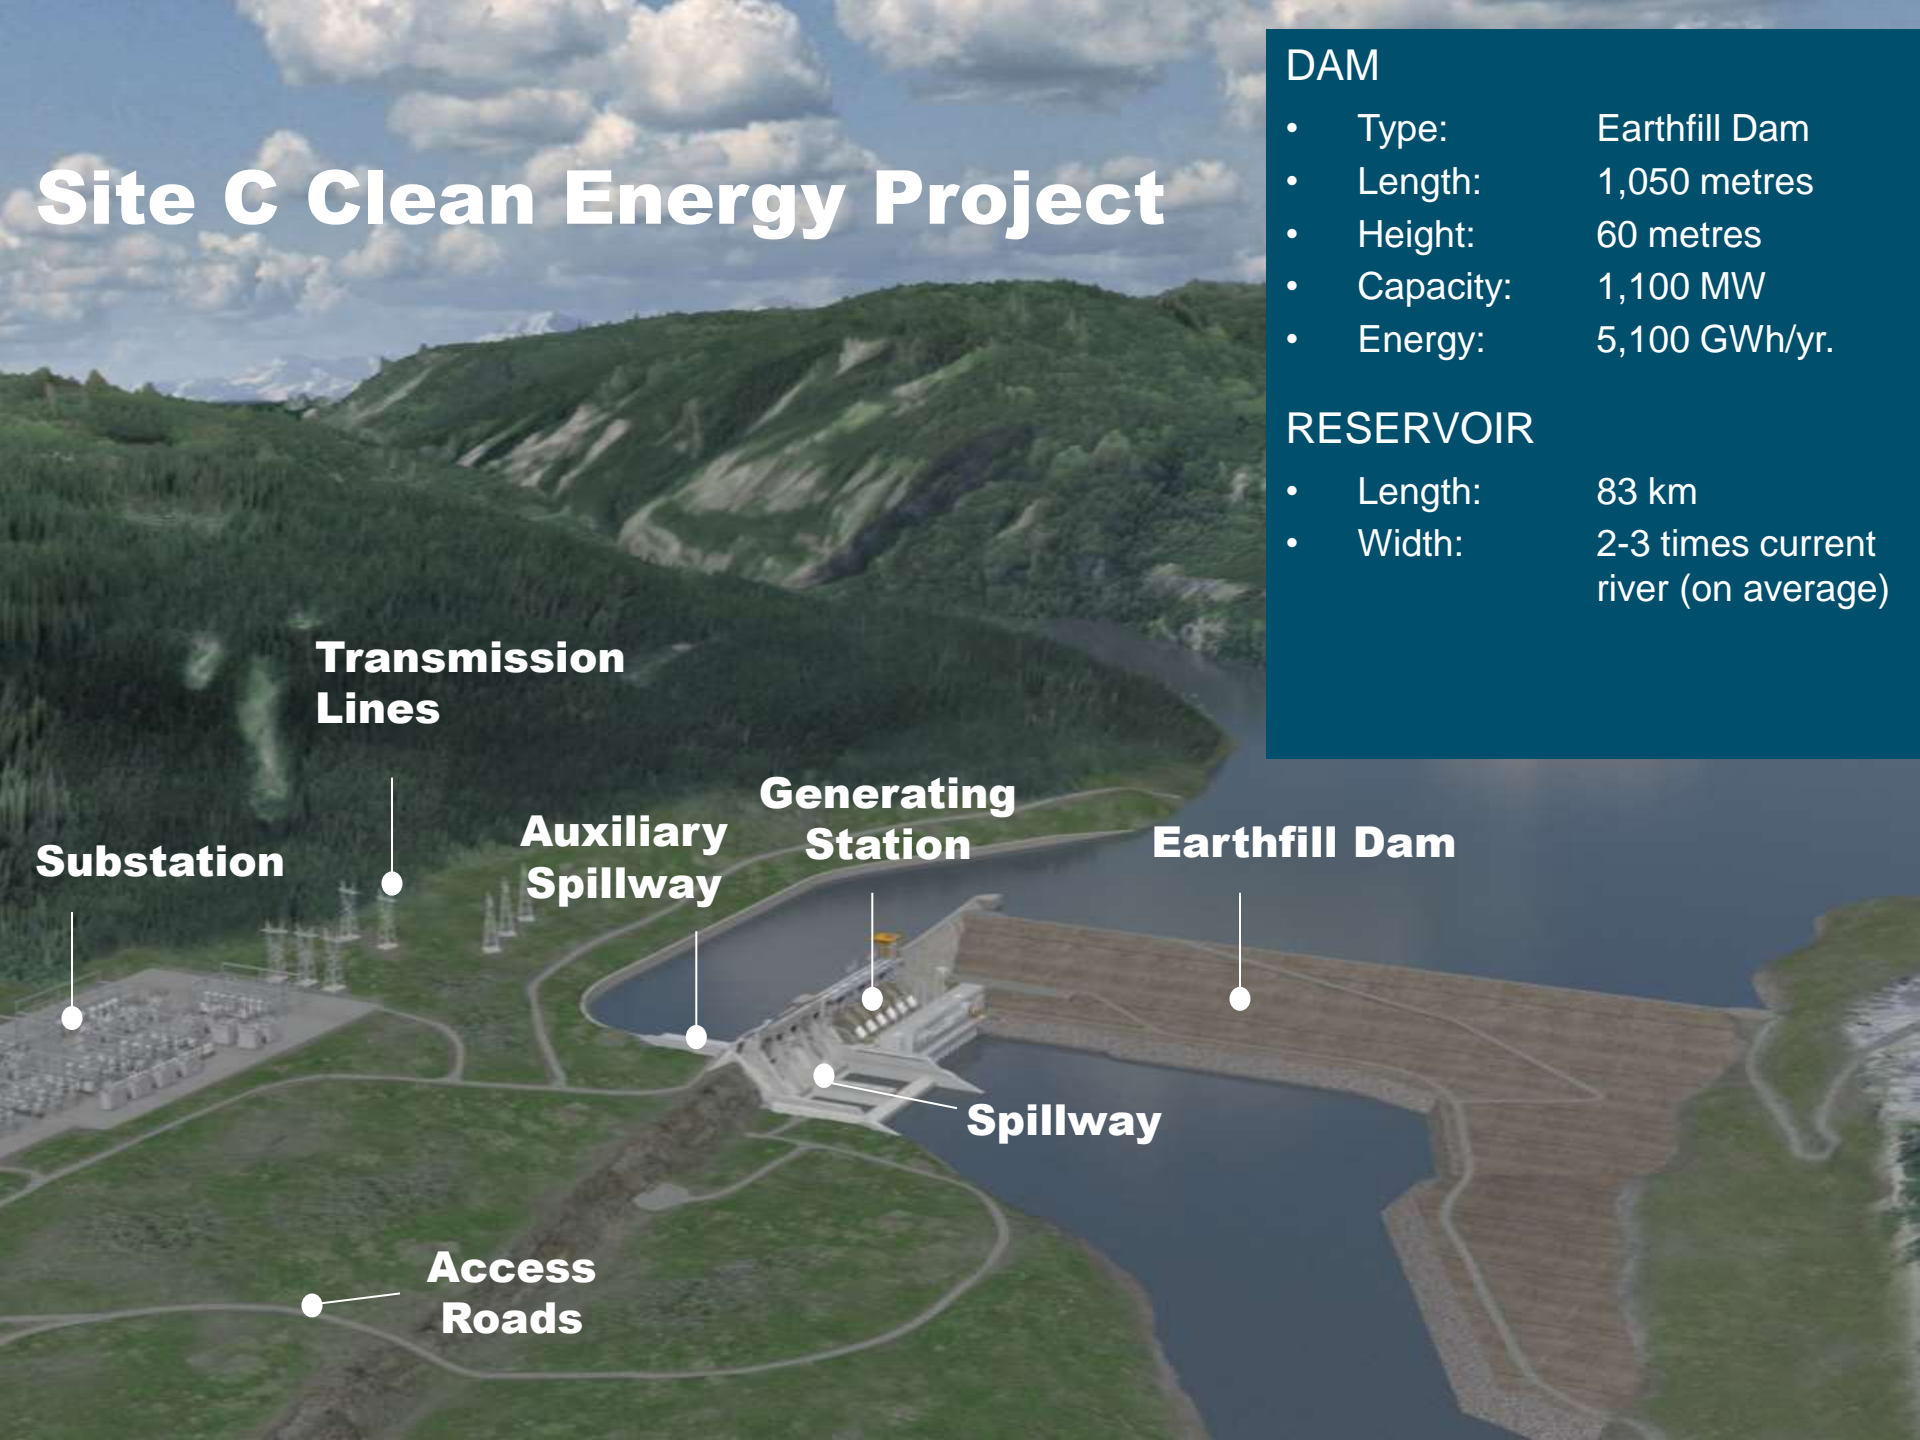 Site C Clean Energy Project
DAM
• Type: Earthfill Dam
• Length: 1,050 metres
• Height: 60 metres
• Capacity: 1,100 MW
• Energy: 5,100 GWh/yr.
RESERVOIR
• Length: 83 km
• Width: 2-3 times current
river (on average)
Transmission
Lines
Substation
Auxiliary
Spillway
Generating
Station
Earthfill Dam
Spillway
Access
Roads